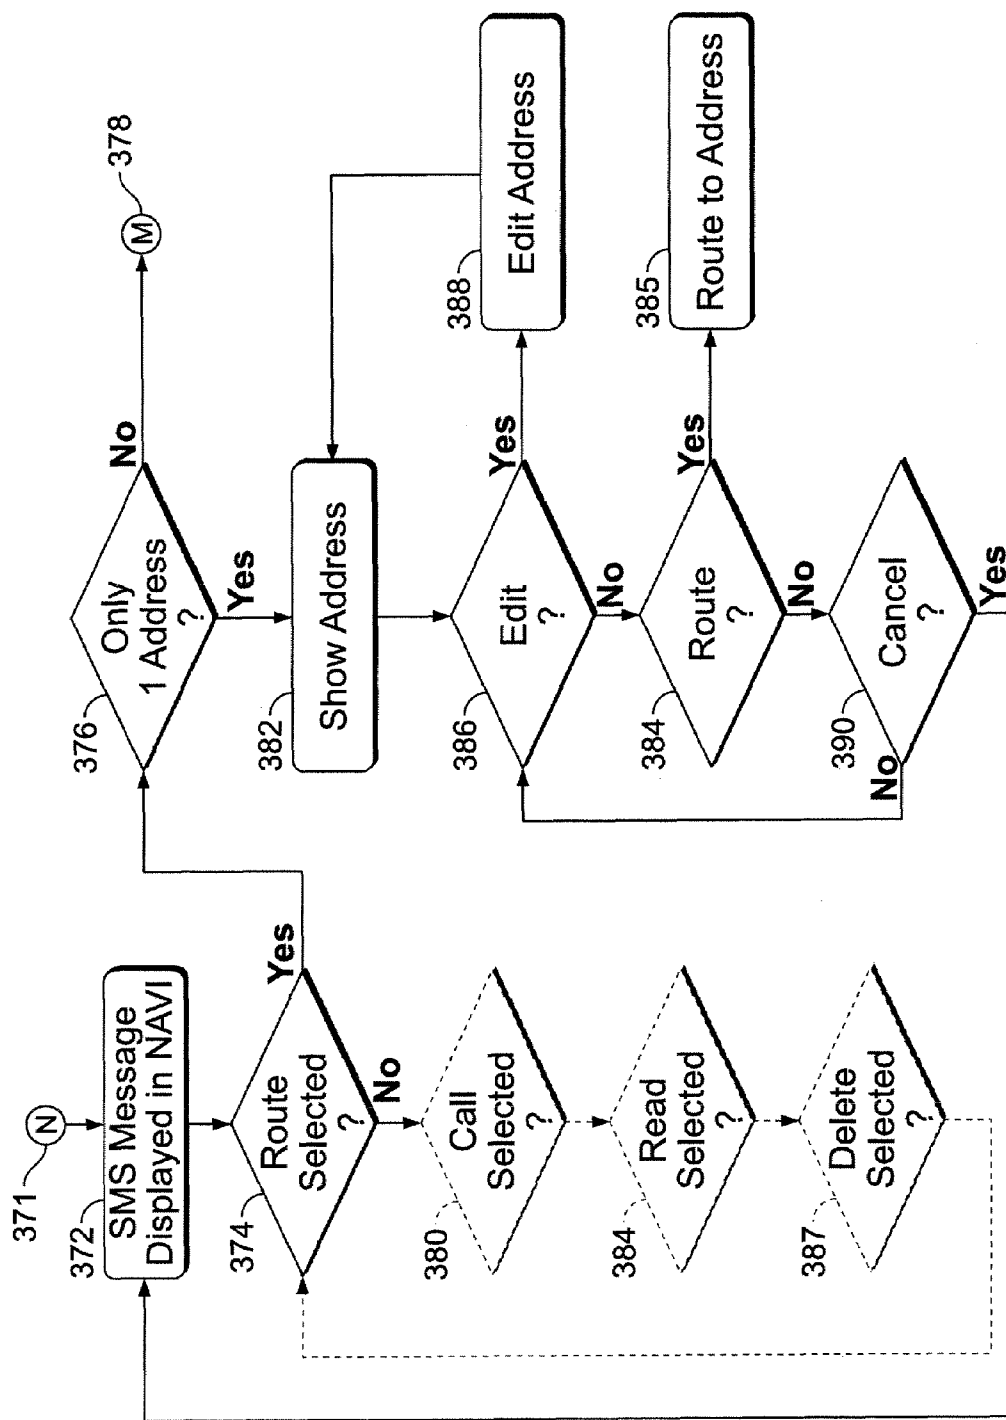 371
N
372
SMS Message
Displayed in NAVI
374
Route
Selected
?
Yes
No
380
Call
Selected
?
384
Read
Selected
?
387
Delete
Selected
?
376
Only
1 Address
?
No
M
378
Yes
382
Show Address
386
Edit
?
Yes
388
Edit Address
No
384
Route
?
Yes
385
Route to Address
No
390
Cancel
?
No
Yes